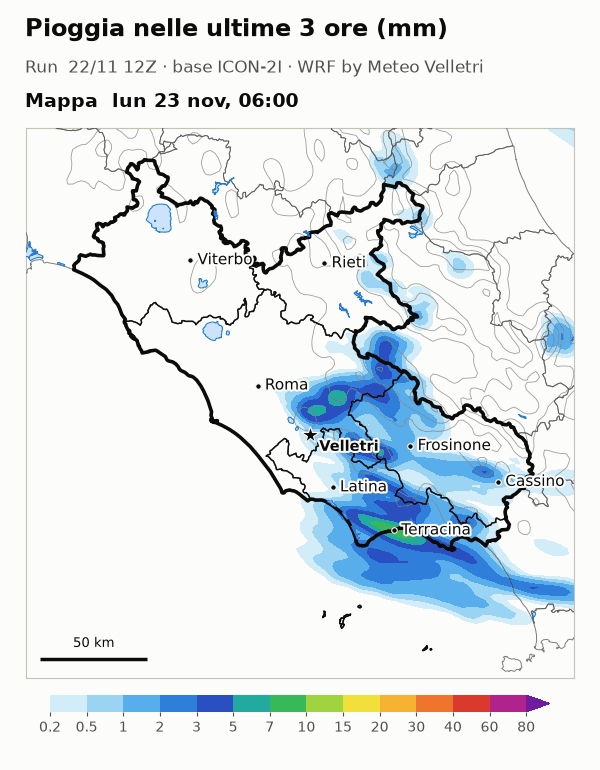 Pioggia nelle ultime 3 ore (mm)
Run  22/11 12Z · base ICON-2I · WRF by Meteo Velletri
Mappa  lun 23 nov, 06:00
Viterbo
Rieti
Roma
Velletri
Frosinone
Latina
Cassino
Terracina
50 km
0.2 0.5 1 2 3 5 7 10 15 20 30 40 60 80